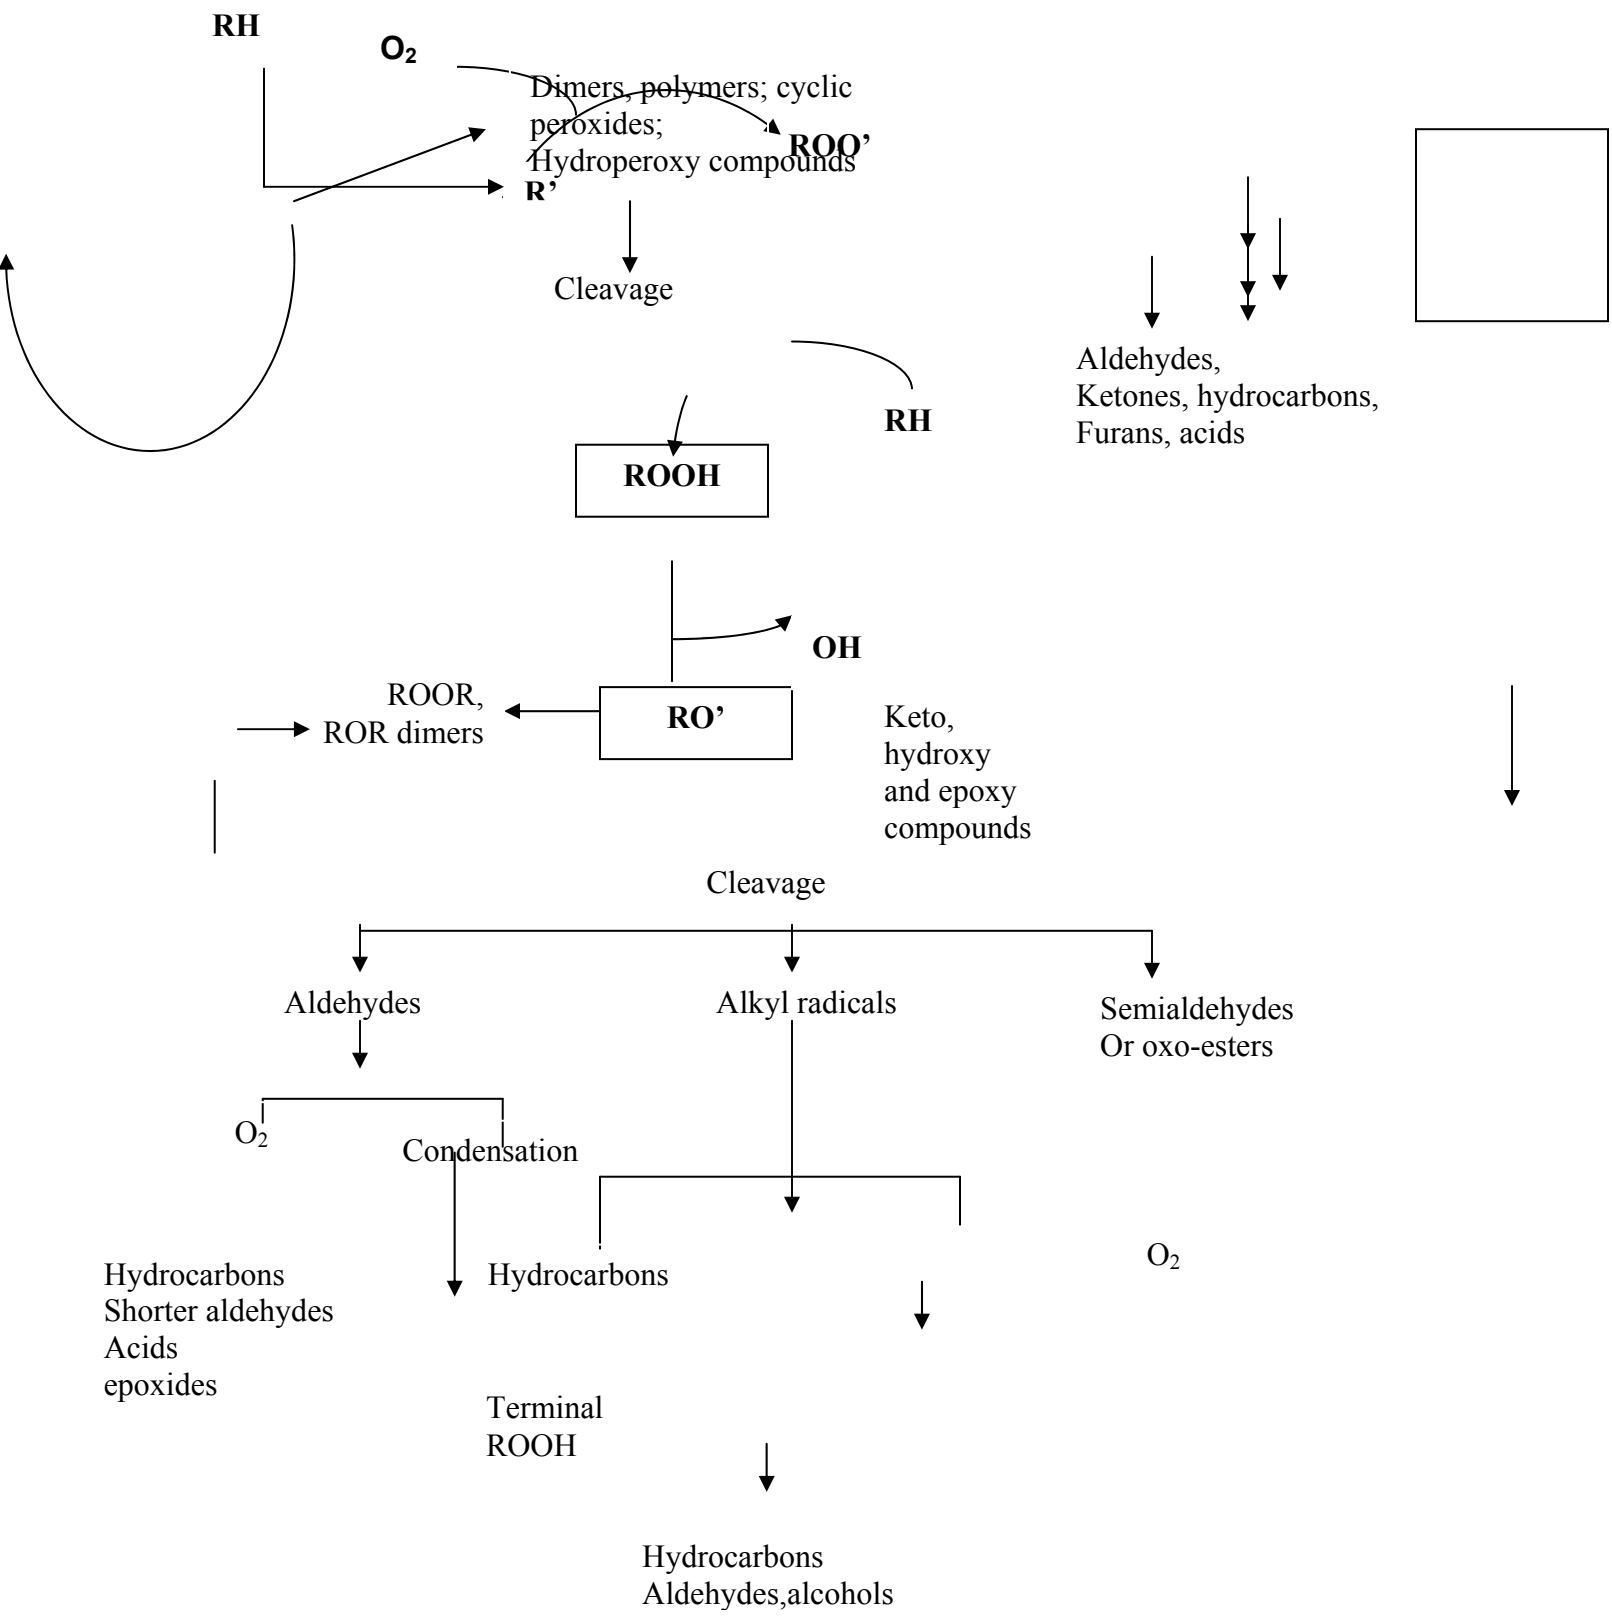 RH
O₂
Dimers, polymers; cyclic
peroxides;
ROO’
Hydroperoxy compounds
R’
Cleavage
Aldehydes,
Ketones, hydrocarbons,
Furans, acids
RH
ROOH
OH
ROOR,
ROR dimers
RO’
Keto,
hydroxy
and epoxy
compounds
Cleavage
Aldehydes
Alkyl radicals
Semialdehydes
Or oxo-esters
O₂
Condensation
O₂
Hydrocarbons
Shorter aldehydes
Acids
epoxides
Hydrocarbons
Terminal
ROOH
Hydrocarbons
Aldehydes,alcohols